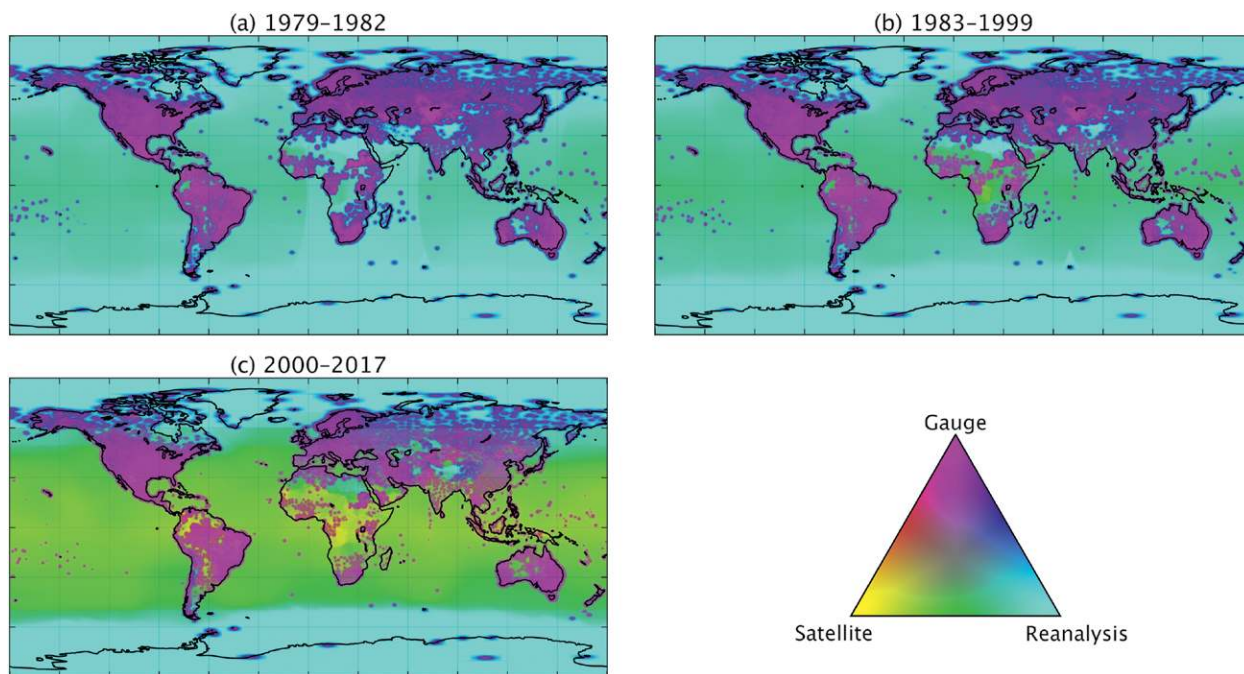 (a) 1979–1982
(b) 1983–1999
(c) 2000–2017
Gauge
Satellite
Reanalysis